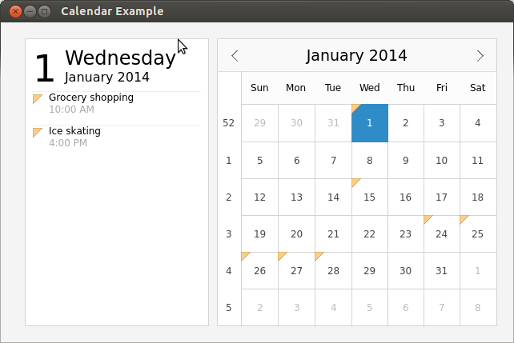 Calendar Example
1 Wednesday
January 2014
Grocery shopping
10:00 AM
Ice skating
4:00 PM
January 2014
Sun Mon Tue Wed Thu Fri Sat
52 29 30 31 1 2 3 4
1 5 6 7 8 9 10 11
2 12 13 14 15 16 17 18
3 19 20 21 22 23 24 25
4 26 27 28 29 30 31 1
5 2 3 4 5 6 7 8